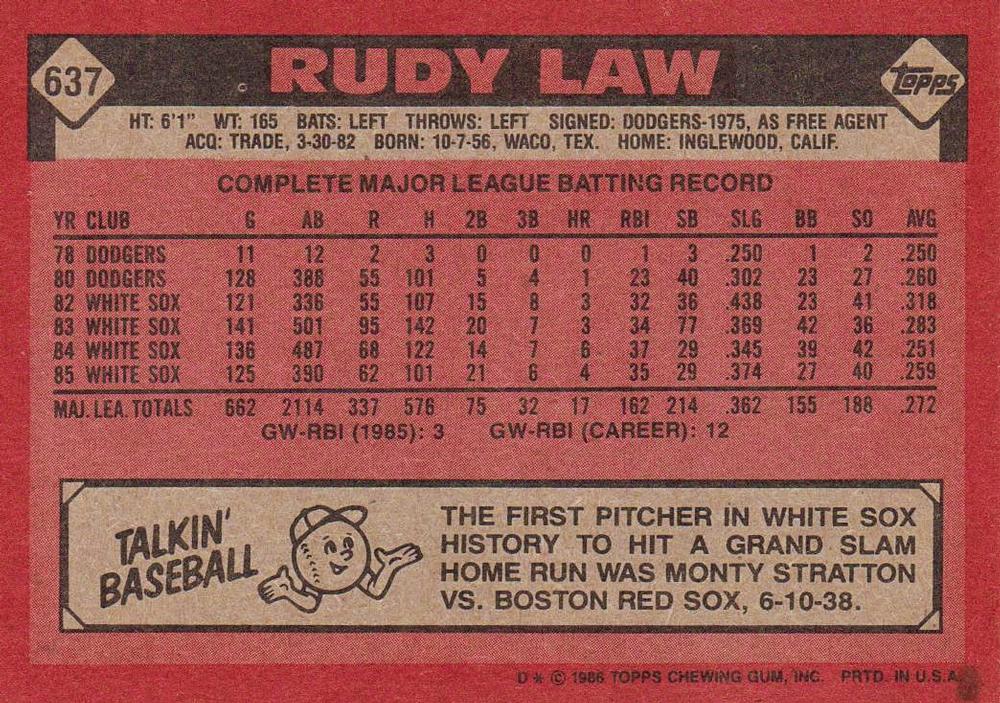 637
RUDY LAW
TOPPS
HT: 6'1" WT: 165 BATS: LEFT THROWS: LEFT SIGNED: DODGERS-1975, AS FREE AGENT
ACQ: TRADE, 3-30-82 BORN: 10-7-56, WACO, TEX. HOME: INGLEWOOD, CALIF.
COMPLETE MAJOR LEAGUE BATTING RECORD
YR CLUB G AB R H 2B 3B HR RBI SB SLG BB SO AVG
78 DODGERS 11 12 2 3 0 0 0 1 3 .250 1 2 .250
80 DODGERS 128 388 55 101 5 4 1 23 40 .302 23 27 .260
82 WHITE SOX 121 336 55 107 15 8 3 32 36 .438 23 41 .318
83 WHITE SOX 141 501 95 142 20 7 3 34 77 .369 42 36 .283
84 WHITE SOX 136 487 68 122 14 7 6 37 29 .345 39 42 .251
85 WHITE SOX 125 390 62 101 21 6 4 35 29 .374 27 40 .259
MAJ. LEA. TOTALS 662 2114 337 576 75 32 17 162 214 .362 155 188 .272
GW-RBI (1985): 3 GW-RBI (CAREER): 12
TALKIN'
BASEBALL
THE FIRST PITCHER IN WHITE SOX
HISTORY TO HIT A GRAND SLAM
HOME RUN WAS MONTY STRATTON
VS. BOSTON RED SOX, 6-10-38.
D * © 1986 TOPPS CHEWING GUM, INC. PRTD. IN U.S.A.